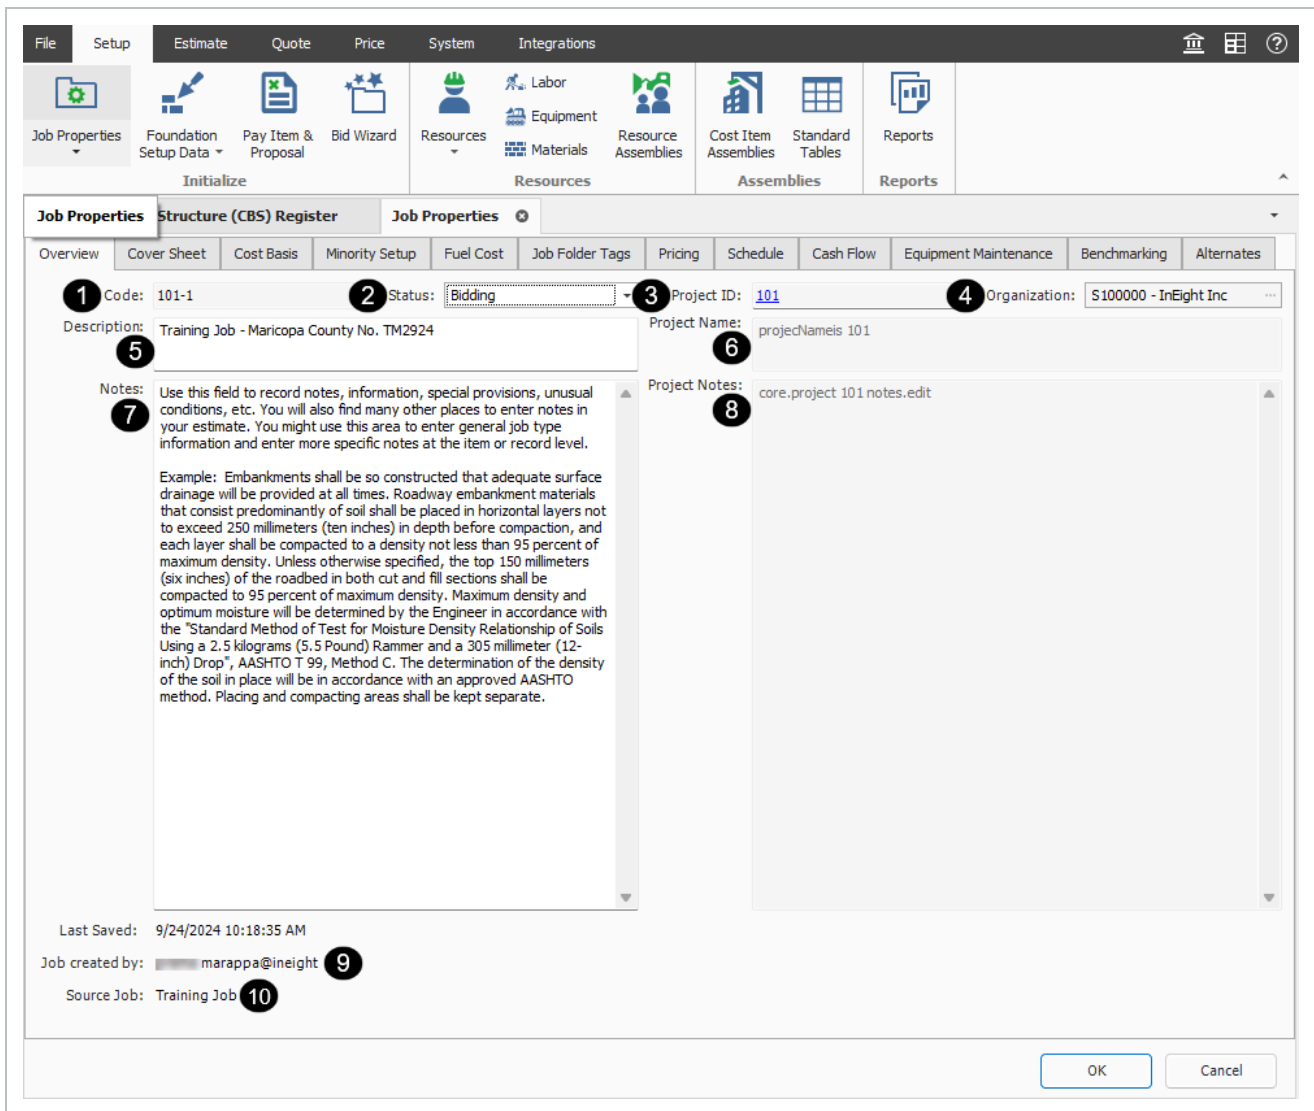 File Setup Estimate Quote Price System Integrations
Job Properties
Foundation
Setup Data
Pay Item &
Proposal
Bid Wizard
Initialize
Resources
Labor
Equipment
Materials
Resource
Assemblies
Resources
Cost Item
Assemblies
Standard
Tables
Assemblies
Reports
Reports
Job Properties Structure (CBS) Register Job Properties
Overview Cover Sheet Cost Basis Minority Setup Fuel Cost Job Folder Tags Pricing Schedule Cash Flow Equipment Maintenance Benchmarking Alternates
1 Code: 101-1 2 Status: Bidding 3 Project ID: 101 4 Organization: S100000 - InEight Inc ...
Description: Training Job - Maricopa County No. TM2924
5
Project Name: projecNameis 101
6
Notes:
7
Use this field to record notes, information, special provisions, unusual
conditions, etc. You will also find many other places to enter notes in
your estimate. You might use this area to enter general job type
information and enter more specific notes at the item or record level.
Example: Embankments shall be so constructed that adequate surface
drainage will be provided at all times. Roadway embankment materials
that consist predominantly of soil shall be placed in horizontal layers not
to exceed 250 millimeters (ten inches) in depth before compaction, and
each layer shall be compacted to a density not less than 95 percent of
maximum density. Unless otherwise specified, the top 150 millimeters
(six inches) of the roadbed in both cut and fill sections shall be
compacted to 95 percent of maximum density. Maximum density and
optimum moisture will be determined by the Engineer in accordance with
the "Standard Method of Test for Moisture Density Relationship of Soils
Using a 2.5 kilograms (5.5 Pound) Rammer and a 305 millimeter (12-
inch) Drop", AASHTO T 99, Method C. The determination of the density
of the soil in place will be in accordance with an approved AASHTO
method. Placing and compacting areas shall be kept separate.
Project Notes: core.project 101 notes.edit
8
Last Saved: 9/24/2024 10:18:35 AM
Job created by: marappa@ineight 9
Source Job: Training Job 10
OK Cancel